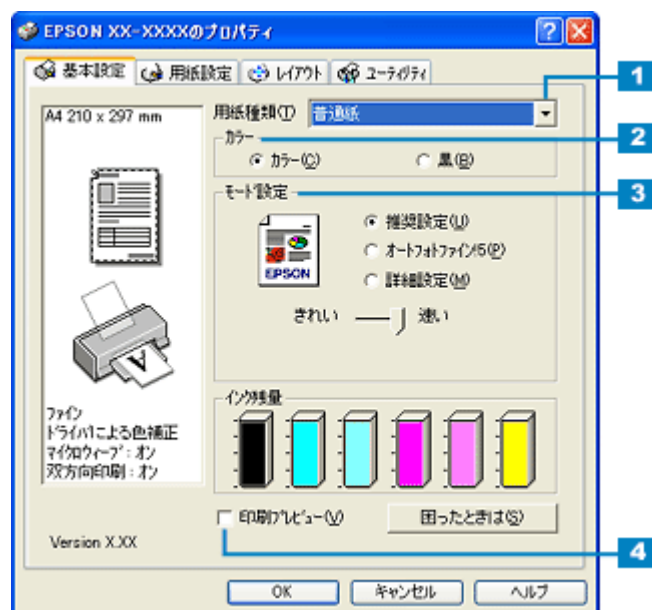 EPSON XX-XXXXのプロパティ
基本設定 用紙設定 レイアウト ユーティリティ
A4 210 x 297 mm
用紙種類(T) 普通紙
1
カラー
2
カラー(C) 黒(B)
モード設定
3
推奨設定(U)
オートフォトファイン!5(P)
詳細設定(M)
EPSON
きれい 速い
A
インク残量
ファイン
ドライバによる色補正
マイクロウィーブ : オン
双方向印刷 : オン
印刷プレビュー(V) 困ったときは(S)
Version X.XX
4
OK キャンセル ヘルプ